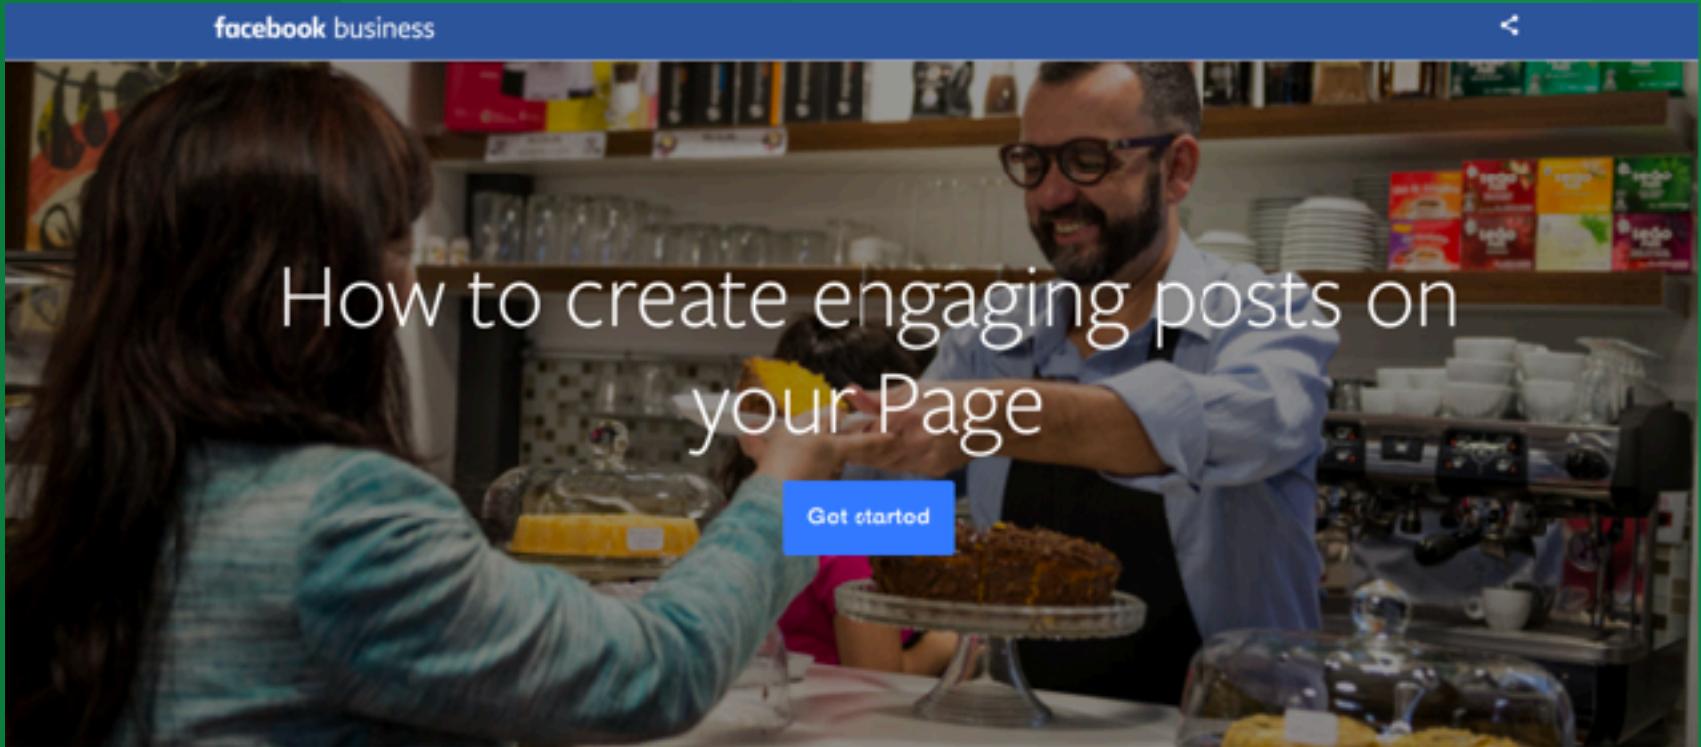 facebook business
How to create engaging posts on
your Page
Get started